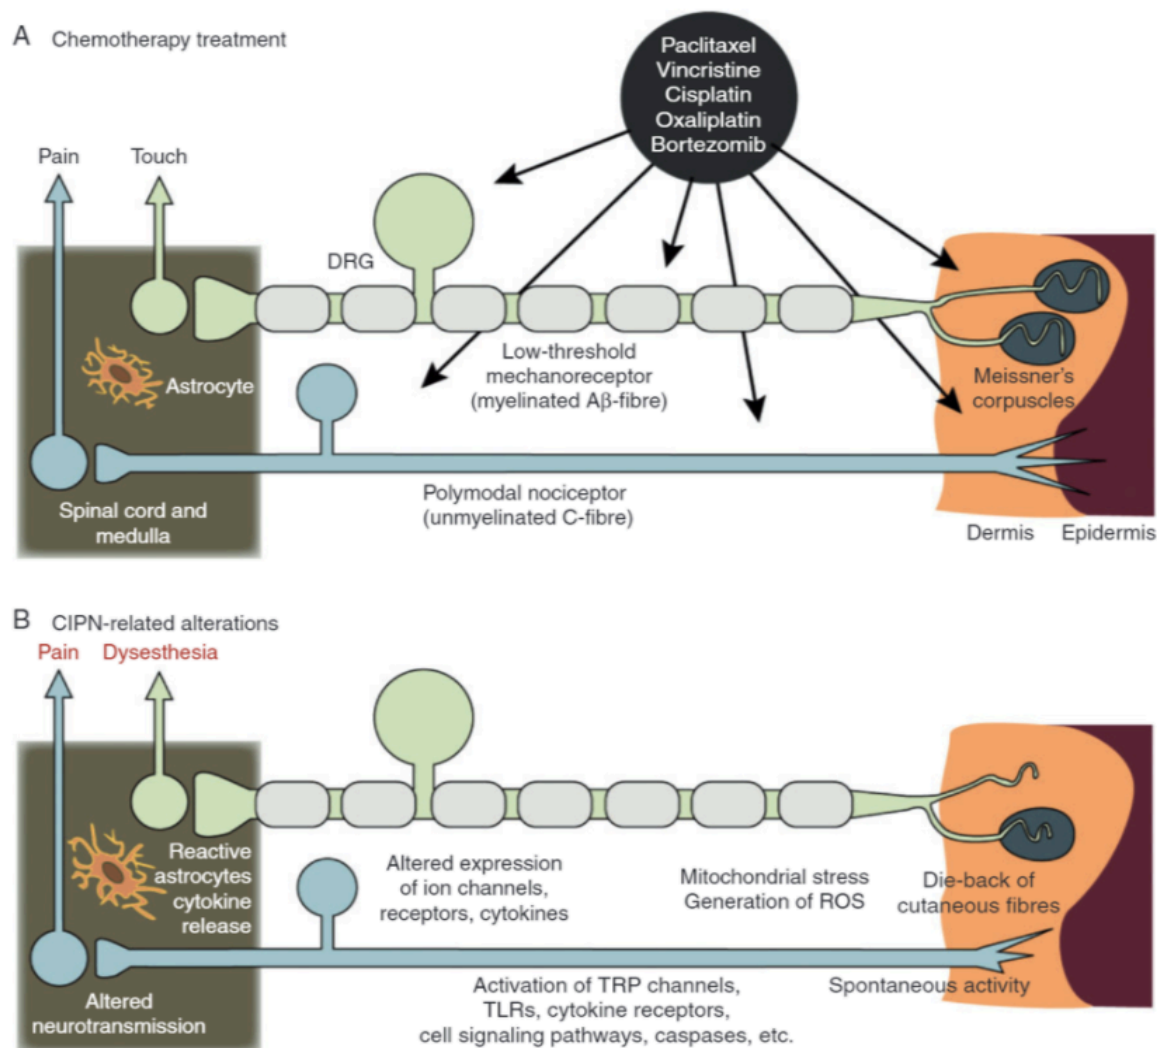 A Chemotherapy treatment
Paclitaxel
Vincristine
Cisplatin
Oxaliplatin
Bortezomib
Pain
Touch
DRG
Low-threshold
mechanoreceptor
(myelinated Aβ-fibre)
Astrocyte
Meissner's
corpuscles
Polymodal nociceptor
(unmyelinated C-fibre)
Spinal cord and
medulla
Dermis
Epidermis
B CIPN-related alterations
Pain
Dysesthesia
Reactive
astrocytes
cytokine
release
Altered expression
of ion channels,
receptors, cytokines
Mitochondrial stress
Generation of ROS
Die-back of
cutaneous fibres
Altered
neurotransmission
Activation of TRP channels,
TLRs, cytokine receptors,
cell signaling pathways, caspases, etc.
Spontaneous activity